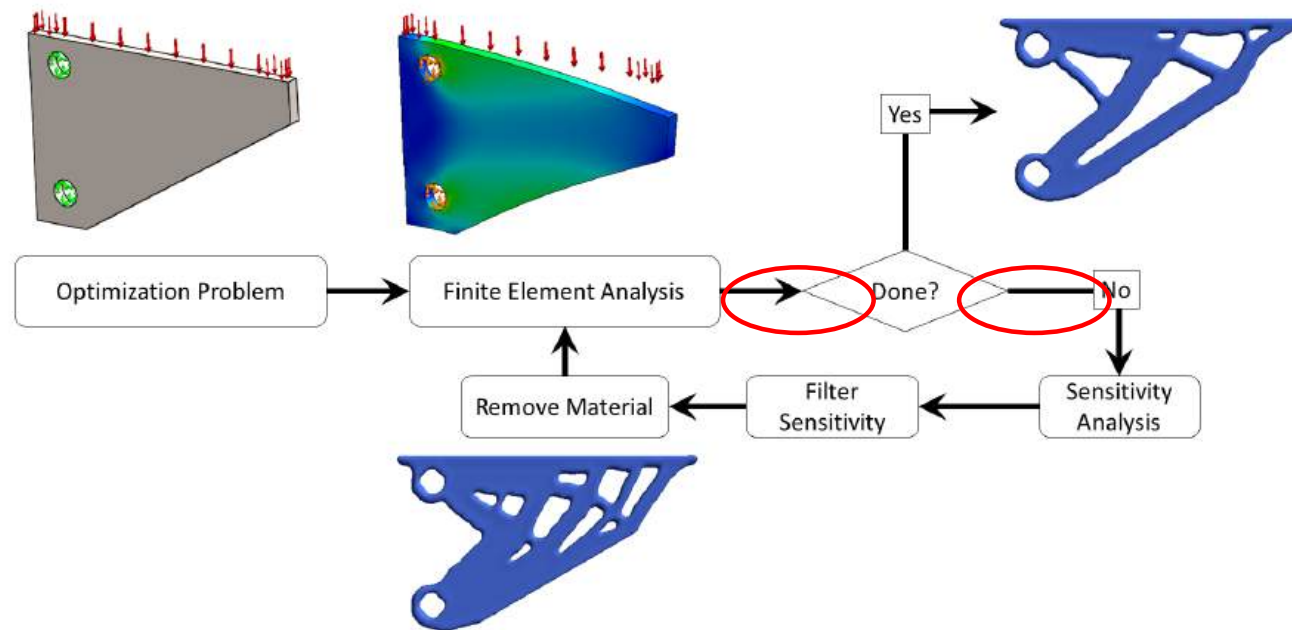 Yes
Optimization Problem
Finite Element Analysis
Done?
No
Remove Material
Filter
Sensitivity
Sensitivity
Analysis